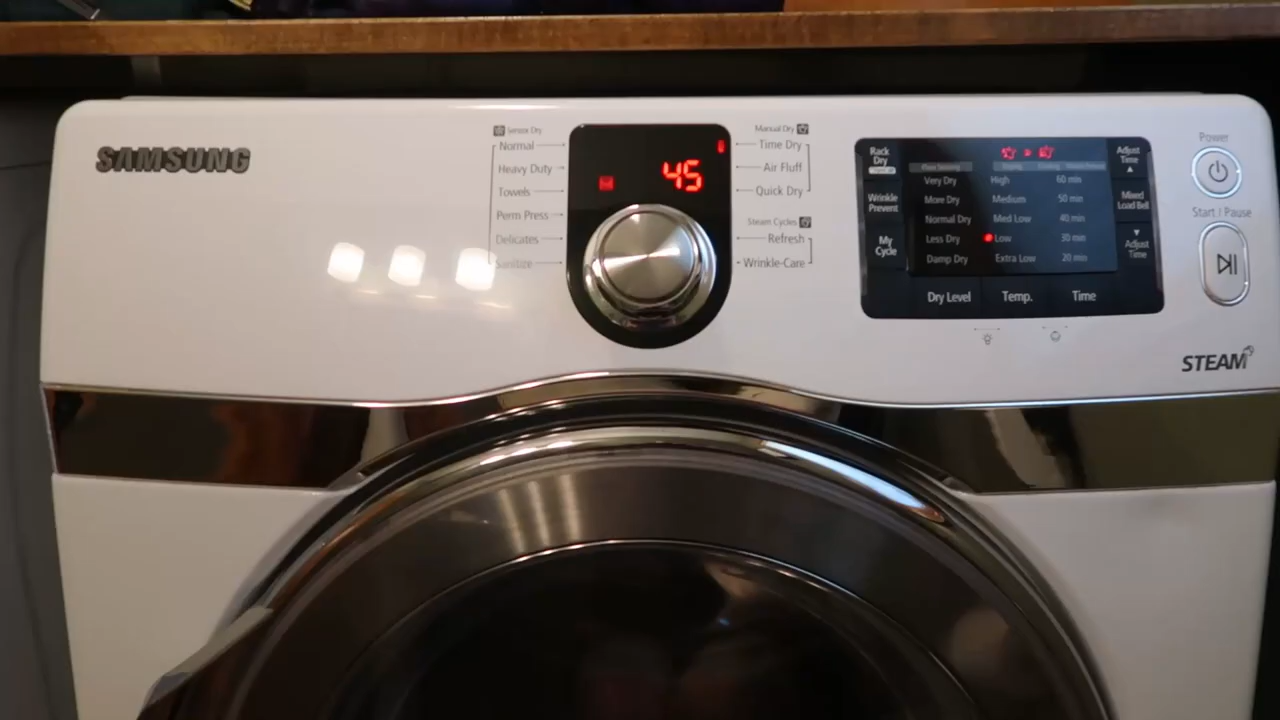 SAMSUNG
Sensor Dry
Normal
Heavy Duty
Towels
Perm Press
Delicates
Sanitize
45
Manual Dry
Time Dry
Air Fluff
Quick Dry
Steam Cycles
Refresh
Wrinkle-Care
Rack Dry
Wrinkle Prevent
My Cycle
Very Dry High 60 min
More Dry Medium 50 min
Normal Dry Med Low 40 min
Less Dry Low 30 min
Damp Dry Extra Low 20 min
Dry Level Temp. Time
Adjust Time ▲
Mixed Load Bell
▼ Adjust Time
Power
Start / Pause
STEAM